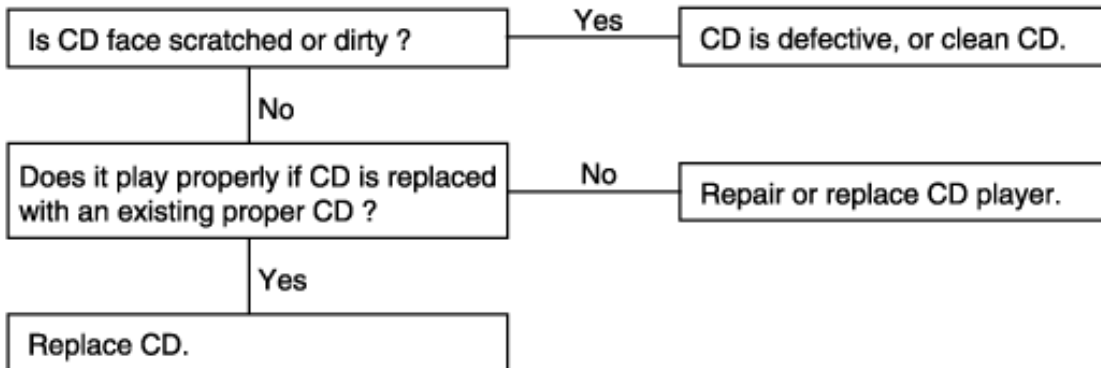 Is CD face scratched or dirty ?
Yes
CD is defective, or clean CD.
No
Does it play properly if CD is replaced
with an existing proper CD ?
No
Repair or replace CD player.
Yes
Replace CD.